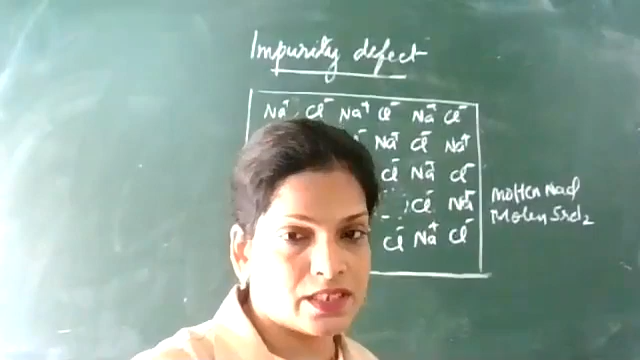 Impurity defect
Na⁺ Cl⁻ Na⁺ Cl⁻ Na⁺ Cl⁻
Na⁺ Cl⁻ Na⁺
Cl⁻ Na⁺ Cl⁻
Cl⁻ Na⁺
Cl⁻ Na⁺ Cl⁻
Molten NaCl
Molen SrCl₂